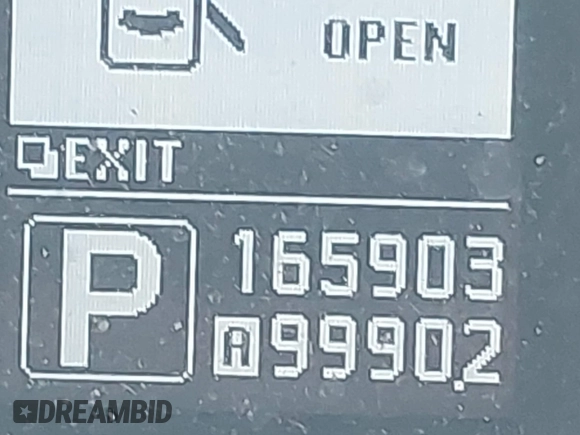 OPEN
EXIT
P
165903
A 9990.2
DREAMBID